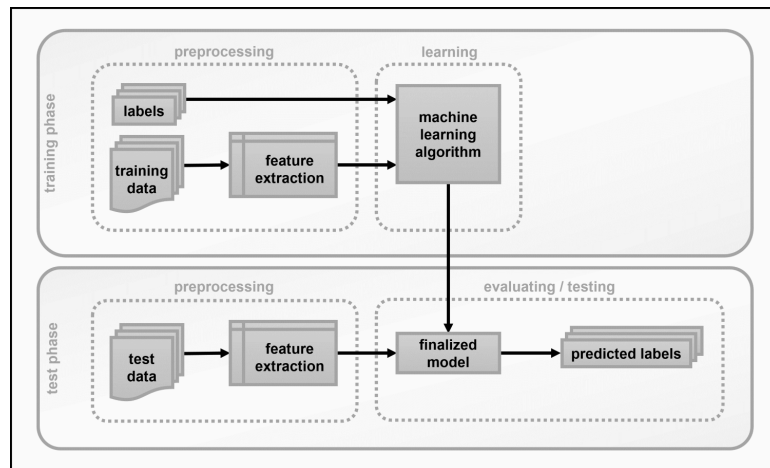 preprocessing
learning
training phase
labels
machine
learning
algorithm
training
data
feature
extraction
preprocessing
evaluating / testing
test phase
test
data
feature
extraction
finalized
model
predicted labels